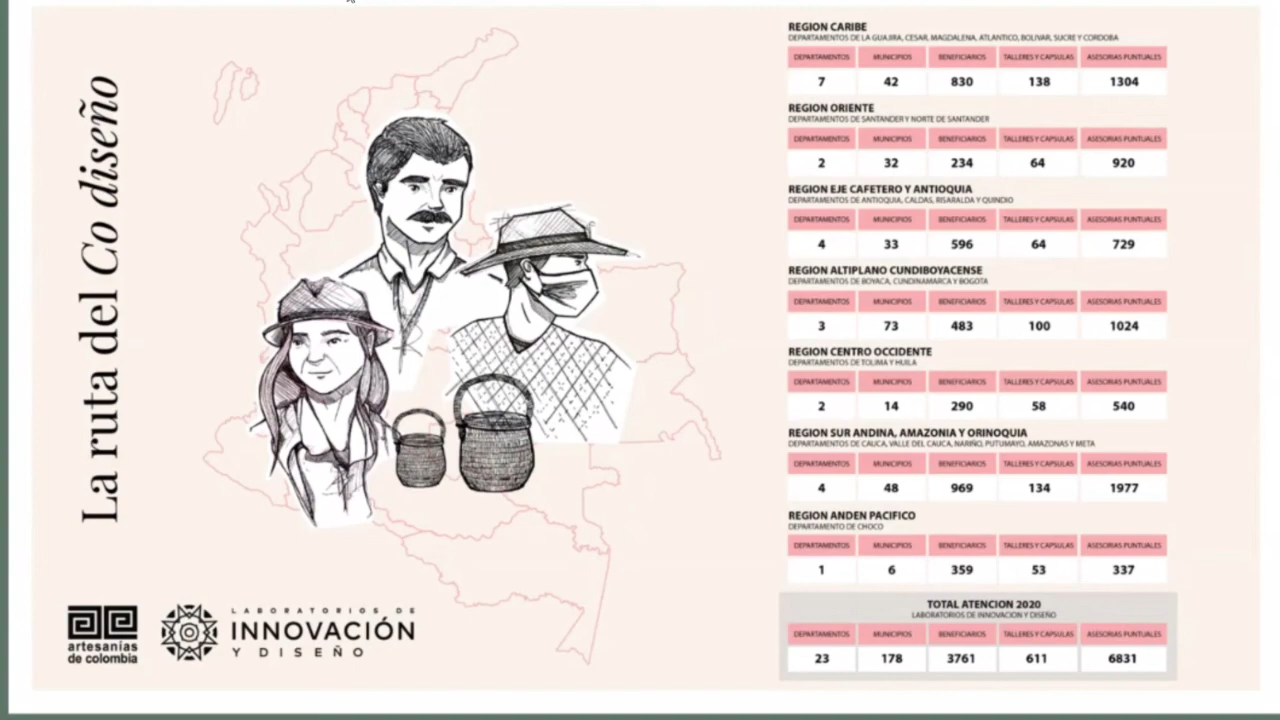 La ruta del Co diseño
REGION CARIBE
DEPARTAMENTOS DE LA GUAJIRA, CESAR, MAGDALENA, ATLANTICO, BOLIVAR, SUCRE Y CORDOBA
DEPARTAMENTOS MUNICIPIOS BENEFICIARIOS TALLERES Y CAPSULAS ASESORIAS PUNTUALES
7 42 830 138 1304
REGION ORIENTE
DEPARTAMENTOS DE SANTANDER Y NORTE DE SANTANDER
DEPARTAMENTOS MUNICIPIOS BENEFICIARIOS TALLERES Y CAPSULAS ASESORIAS PUNTUALES
2 32 234 64 920
REGION EJE CAFETERO Y ANTIOQUIA
DEPARTAMENTOS DE ANTIOQUIA, CALDAS, RISARALDA Y QUINDIO
DEPARTAMENTOS MUNICIPIOS BENEFICIARIOS TALLERES Y CAPSULAS ASESORIAS PUNTUALES
4 33 596 64 729
REGION ALTIPLANO CUNDIBOYACENSE
DEPARTAMENTOS DE BOYACA, CUNDINAMARCA Y BOGOTA
DEPARTAMENTOS MUNICIPIOS BENEFICIARIOS TALLERES Y CAPSULAS ASESORIAS PUNTUALES
3 73 483 100 1024
REGION CENTRO OCCIDENTE
DEPARTAMENTOS DE TOLIMA Y HUILA
DEPARTAMENTOS MUNICIPIOS BENEFICIARIOS TALLERES Y CAPSULAS ASESORIAS PUNTUALES
2 14 290 58 540
REGION SUR ANDINA, AMAZONIA Y ORINOQUIA
DEPARTAMENTOS DE CAUCA, VALLE DEL CAUCA, NARIÑO, PUTUMAYO, AMAZONAS Y META
DEPARTAMENTOS MUNICIPIOS BENEFICIARIOS TALLERES Y CAPSULAS ASESORIAS PUNTUALES
4 48 969 134 1977
REGION ANDEN PACIFICO
DEPARTAMENTO DE CHOCO
DEPARTAMENTOS MUNICIPIOS BENEFICIARIOS TALLERES Y CAPSULAS ASESORIAS PUNTUALES
1 6 359 53 337
TOTAL ATENCION 2020
LABORATORIOS DE INNOVACION Y DISEÑO
DEPARTAMENTOS MUNICIPIOS BENEFICIARIOS TALLERES Y CAPSULAS ASESORIAS PUNTUALES
23 178 3761 611 6831
artesanías
de colombia
LABORATORIOS DE
INNOVACIÓN
Y DISEÑO